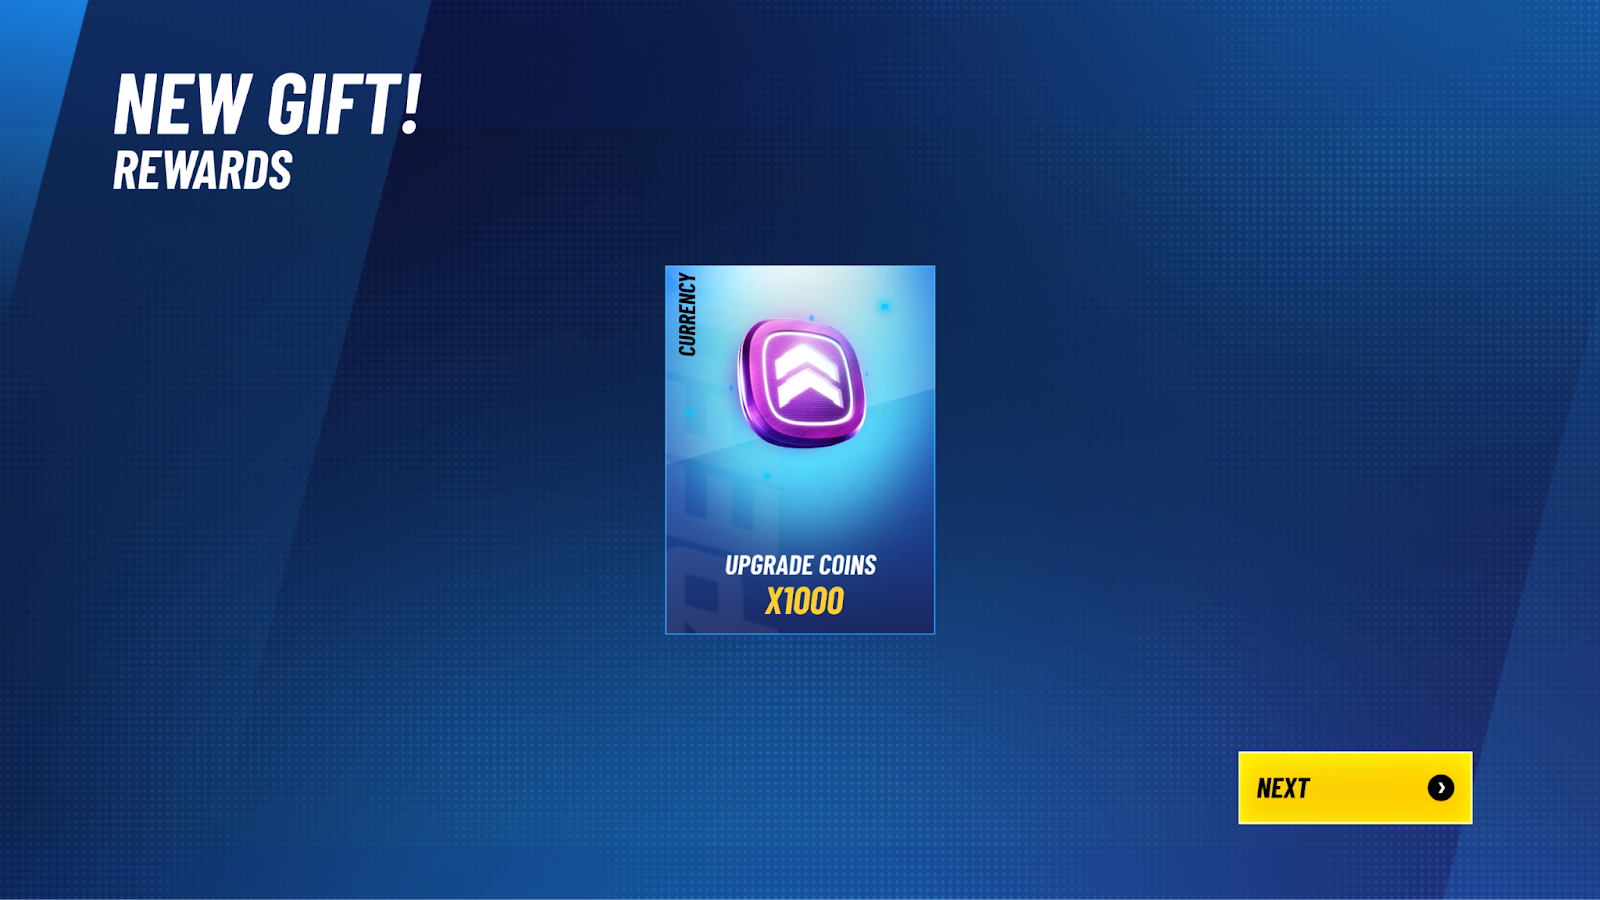 NEW GIFT!
REWARDS
CURRENCY
UPGRADE COINS
X1000
NEXT